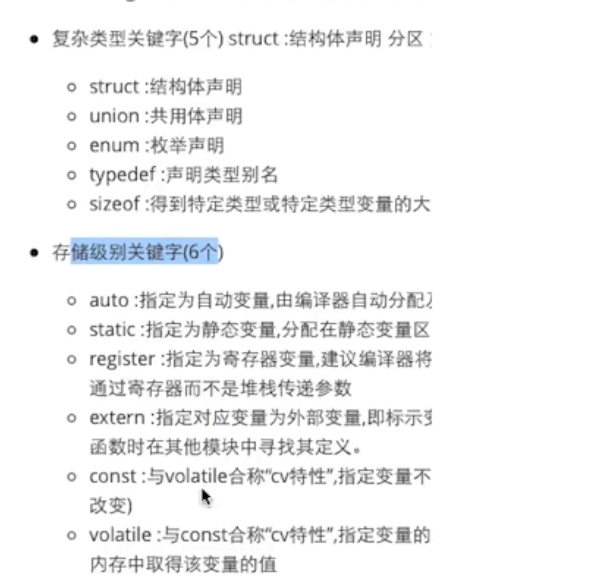 复杂类型关键字(5个) struct :结构体声明 分区
struct :结构体声明
union :共用体声明
enum :枚举声明
typedef :声明类型别名
sizeof :得到特定类型或特定类型变量的大
存储级别关键字(6个)
auto :指定为自动变量,由编译器自动分配及
static :指定为静态变量,分配在静态变量区
register :指定为寄存器变量,建议编译器将
通过寄存器而不是堆栈传递参数
extern :指定对应变量为外部变量,即标示变
函数时在其他模块中寻找其定义。
const :与volatile合称“cv特性”,指定变量不
改变)
volatile :与const合称“cv特性”,指定变量的
内存中取得该变量的值